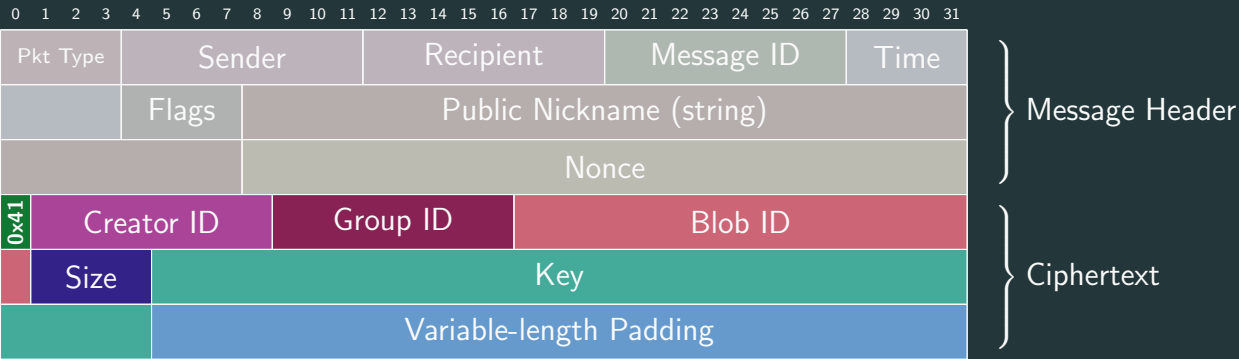 0 1 2 3 4 5 6 7 8 9 10 11 12 13 14 15 16 17 18 19 20 21 22 23 24 25 26 27 28 29 30 31
Pkt Type Sender Recipient Message ID Time
Flags Public Nickname (string)
Message Header
Nonce
0x41 Creator ID Group ID Blob ID
Size Key
Ciphertext
Variable-length Padding